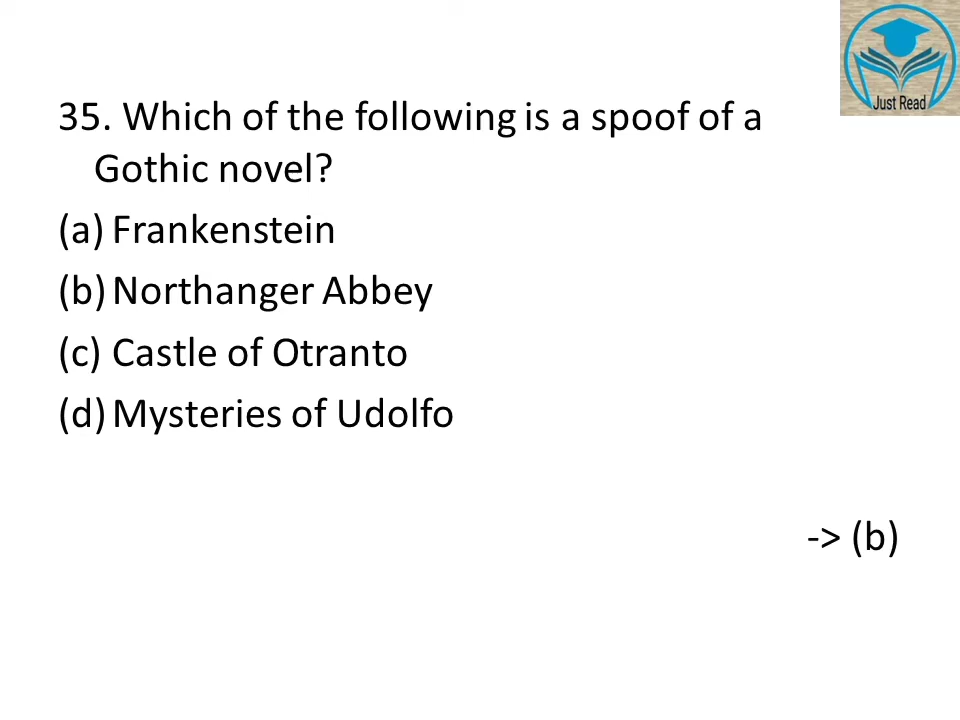 Just Read
35. Which of the following is a spoof of a
Gothic novel?
(a) Frankenstein
(b) Northanger Abbey
(c) Castle of Otranto
(d) Mysteries of Udolfo
-> (b)